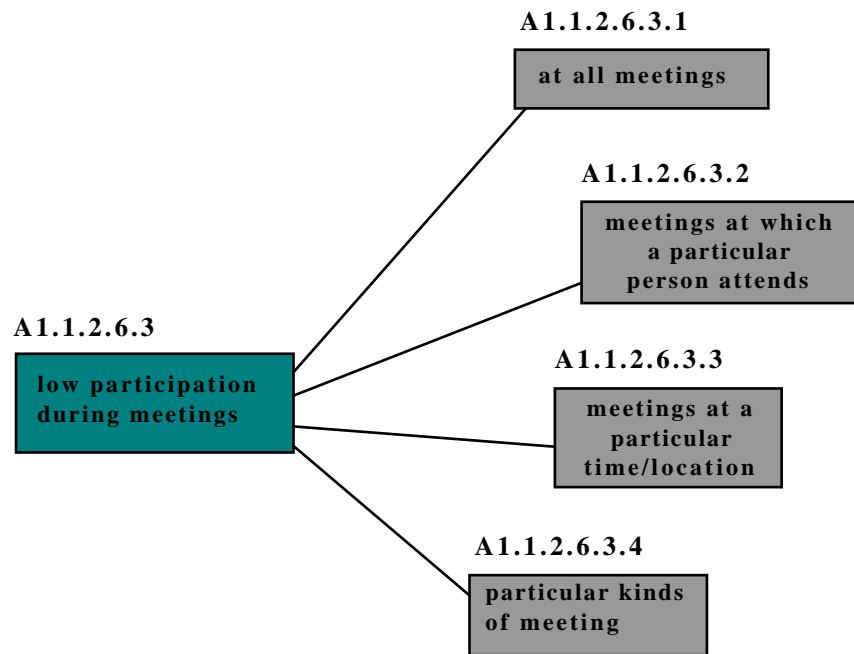 A1.1.2.6.3.1
at all meetings
A1.1.2.6.3.2
meetings at which
a particular
person attends
A1.1.2.6.3
low participation
during meetings
A1.1.2.6.3.3
meetings at a
particular
time/location
A1.1.2.6.3.4
particular kinds
of meeting